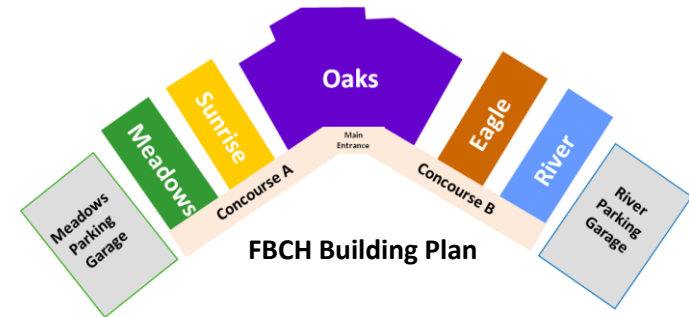 Meadows
Parking
Garage
Meadows
Sunrise
Concourse A
Oaks
Main
Entrance
Concourse B
Eagle
River
River
Parking
Garage
FBCH Building Plan